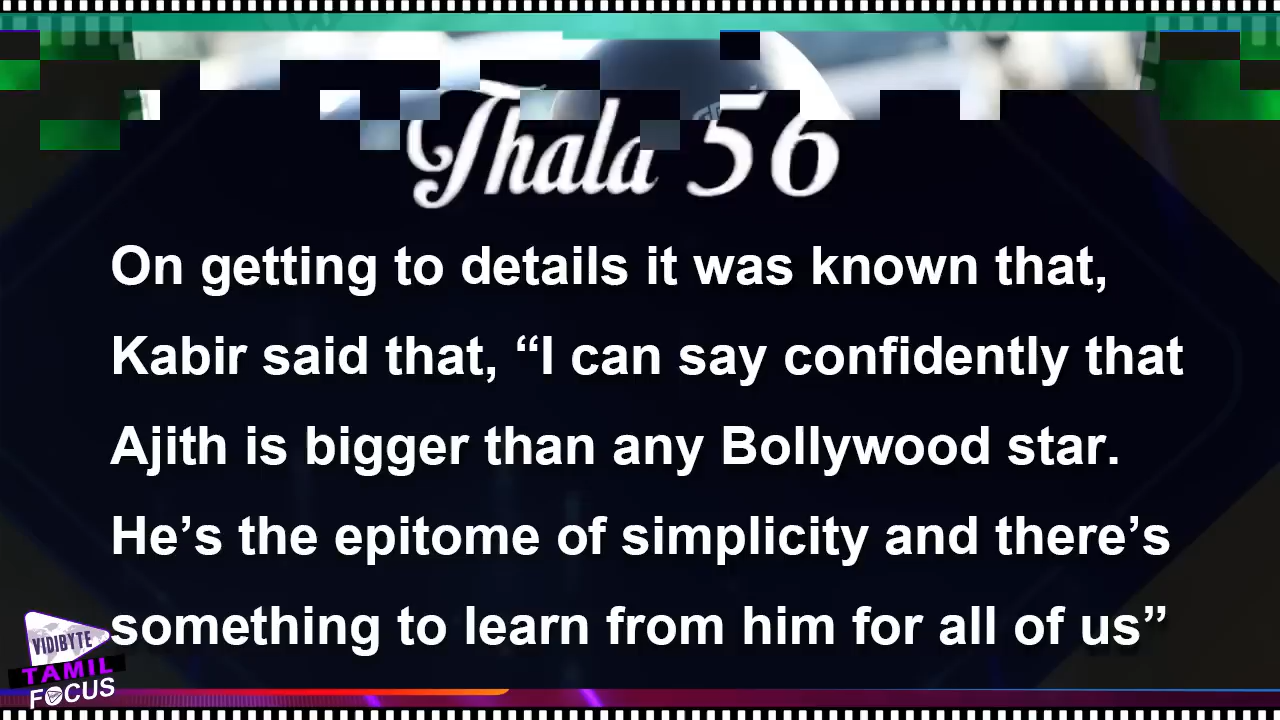 Thala 56
On getting to details it was known that,
Kabir said that, “I can say confidently that
Ajith is bigger than any Bollywood star.
He’s the epitome of simplicity and there’s
something to learn from him for all of us”
VIDIBYTE
TAMIL
FOCUS